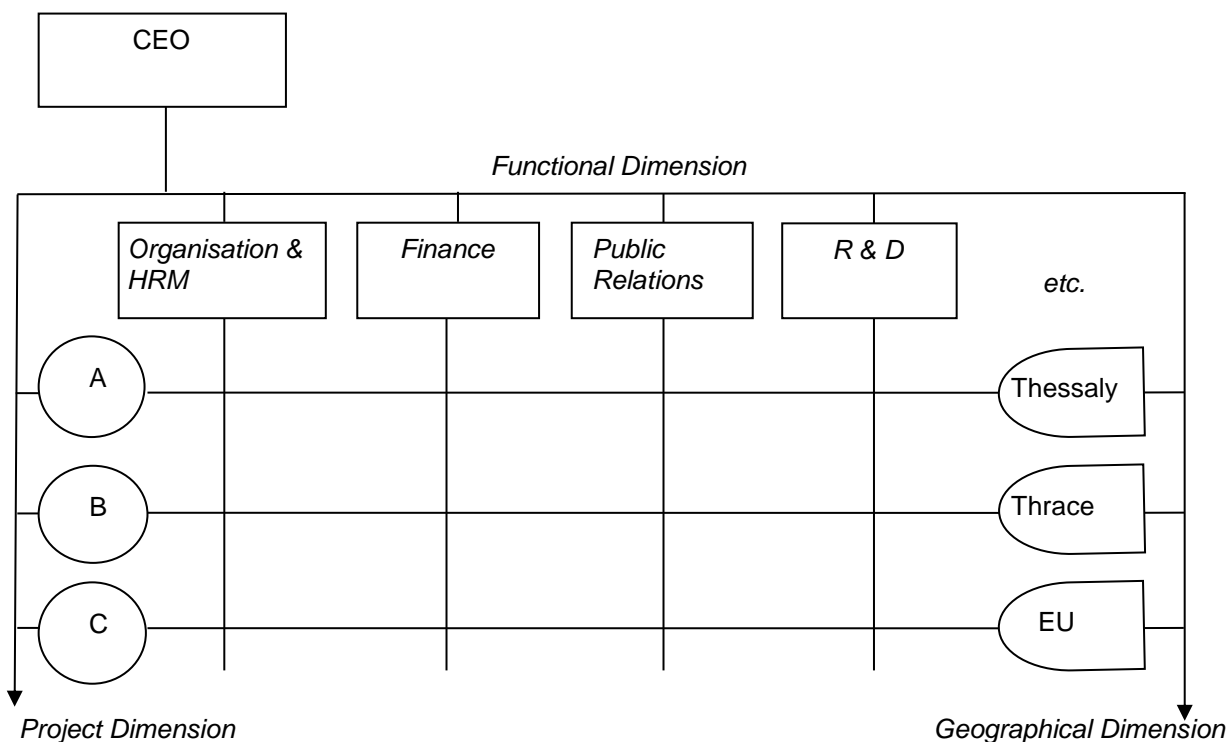 CEO
Functional Dimension
Organisation &
HRM
Finance
Public
Relations
R & D
etc.
A
Thessaly
B
Thrace
C
EU
Project Dimension
Geographical Dimension